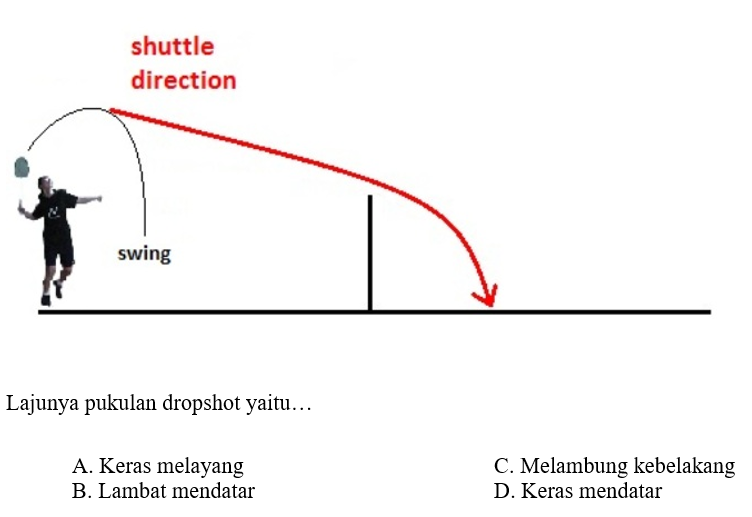 shuttle
direction
swing
Lajunya pukulan dropshot yaitu…
A. Keras melayang
B. Lambat mendatar
C. Melambung kebelakang
D. Keras mendatar